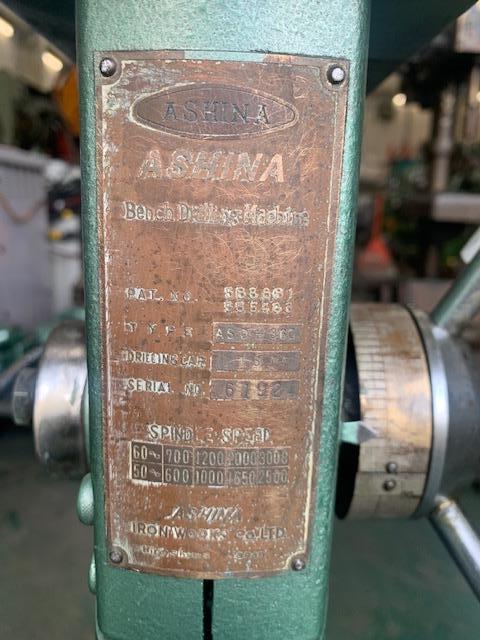 ASHINA
ASHINA
Bench Drilling Machine
PAT. NO.
TYPE
DRILLING CAP.
SERIAL NO.
SPINDLE SPEED
60~ 700 1200 2000 3000
50~ 600 1000 1650 2500
ASHINA
IRON WORKS CO. LTD.